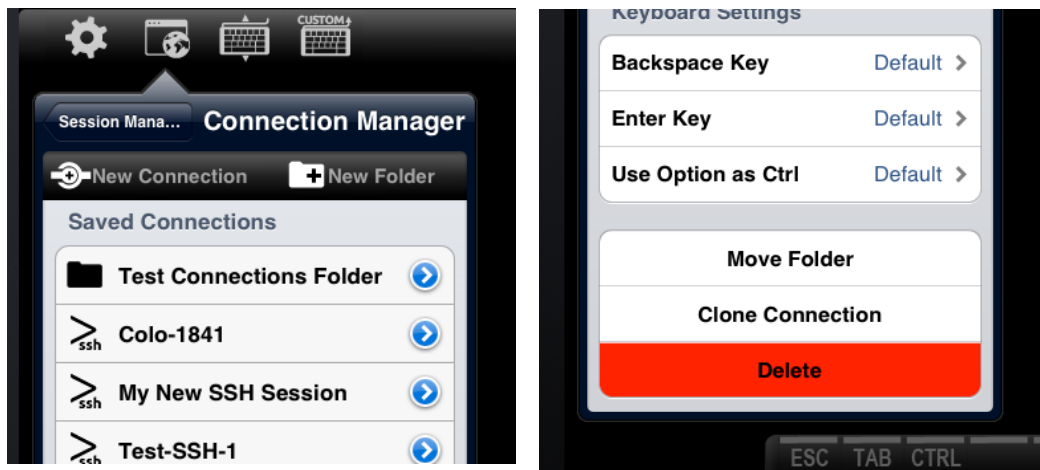 CUSTOM
Session Mana... Connection Manager
New Connection New Folder
Saved Connections
Test Connections Folder
ssh Colo-1841
ssh My New SSH Session
ssh Test-SSH-1
Keyboard Settings
Backspace Key Default
Enter Key Default
Use Option as Ctrl Default
Move Folder
Clone Connection
Delete
ESC TAB CTRL